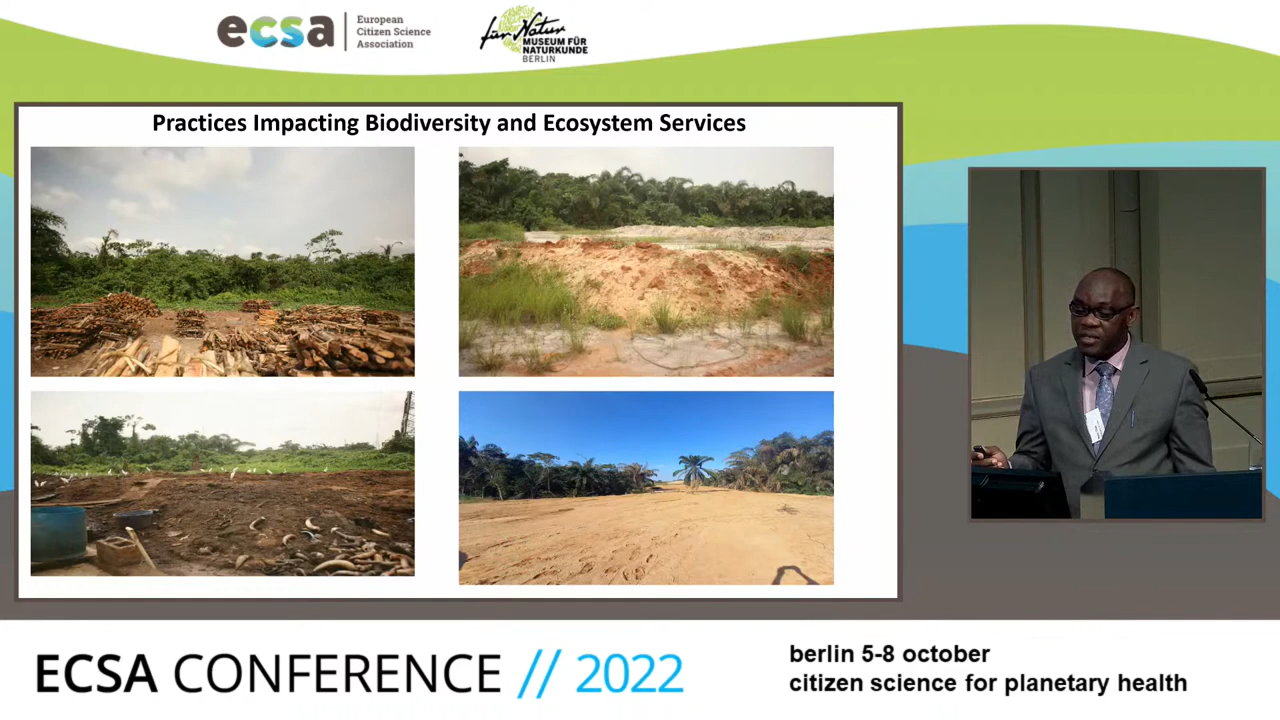 ecsa
European
Citizen Science
Association
für Natur
MUSEUM FÜR
NATURKUNDE
BERLIN
Practices Impacting Biodiversity and Ecosystem Services
ECSA CONFERENCE // 2022
berlin 5-8 october
citizen science for planetary health